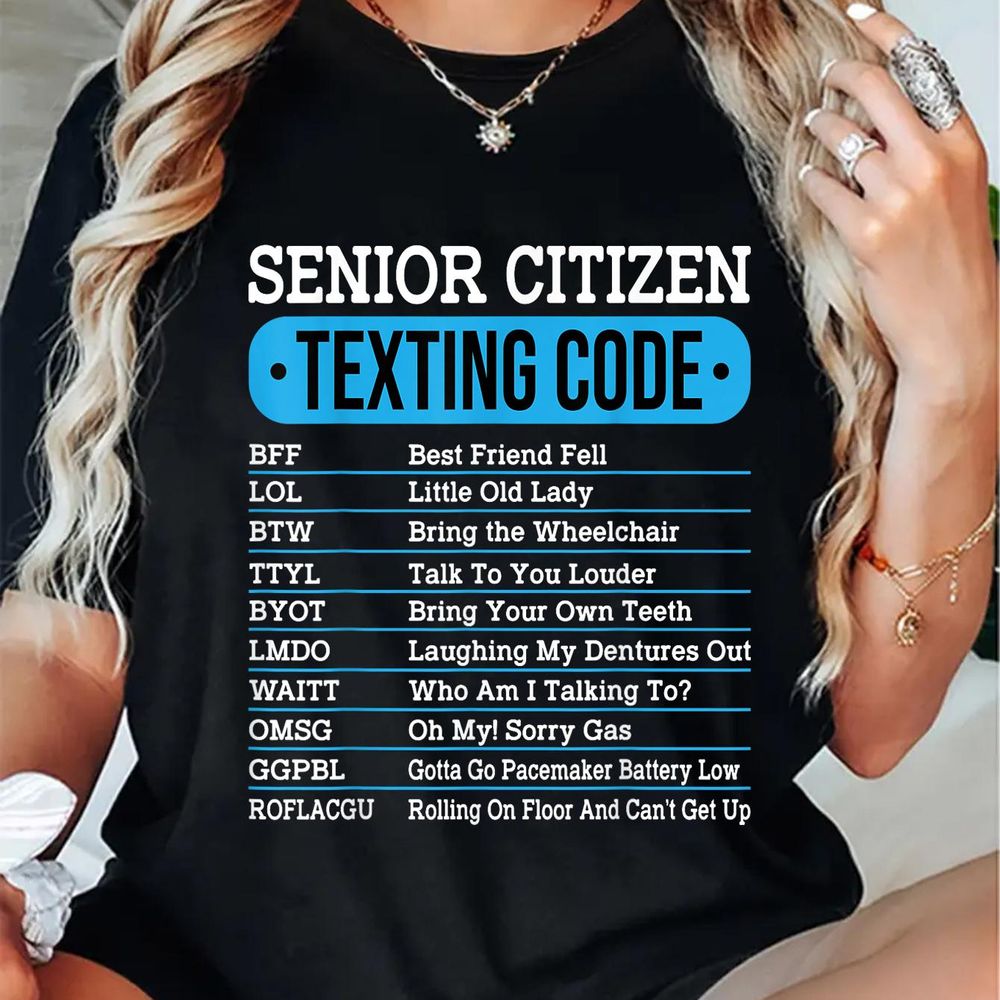 SENIOR CITIZEN
• TEXTING CODE •
BFF Best Friend Fell
LOL Little Old Lady
BTW Bring the Wheelchair
TTYL Talk To You Louder
BYOT Bring Your Own Teeth
LMDO Laughing My Dentures Out
WAITT Who Am I Talking To?
OMSG Oh My! Sorry Gas
GGPBL Gotta Go Pacemaker Battery Low
ROFLACGU Rolling On Floor And Can't Get Up